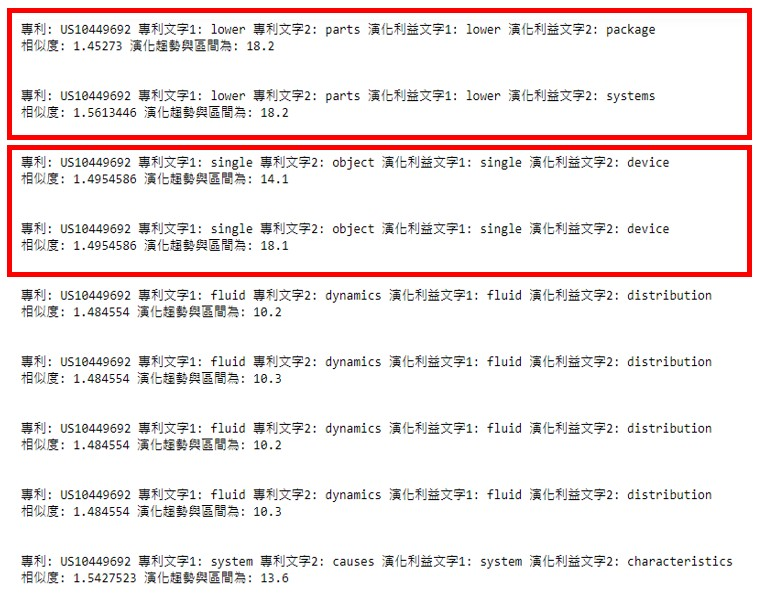 專利: US10449692 專利文字1: lower 專利文字2: parts 演化利益文字1: lower 演化利益文字2: package
相似度: 1.45273 演化趨勢與區間為: 18.2
專利: US10449692 專利文字1: lower 專利文字2: parts 演化利益文字1: lower 演化利益文字2: systems
相似度: 1.5613446 演化趨勢與區間為: 18.2
專利: US10449692 專利文字1: single 專利文字2: object 演化利益文字1: single 演化利益文字2: device
相似度: 1.4954586 演化趨勢與區間為: 14.1
專利: US10449692 專利文字1: single 專利文字2: object 演化利益文字1: single 演化利益文字2: device
相似度: 1.4954586 演化趨勢與區間為: 18.1
專利: US10449692 專利文字1: fluid 專利文字2: dynamics 演化利益文字1: fluid 演化利益文字2: distribution
相似度: 1.484554 演化趨勢與區間為: 10.2
專利: US10449692 專利文字1: fluid 專利文字2: dynamics 演化利益文字1: fluid 演化利益文字2: distribution
相似度: 1.484554 演化趨勢與區間為: 10.3
專利: US10449692 專利文字1: fluid 專利文字2: dynamics 演化利益文字1: fluid 演化利益文字2: distribution
相似度: 1.484554 演化趨勢與區間為: 10.2
專利: US10449692 專利文字1: fluid 專利文字2: dynamics 演化利益文字1: fluid 演化利益文字2: distribution
相似度: 1.484554 演化趨勢與區間為: 10.3
專利: US10449692 專利文字1: system 專利文字2: causes 演化利益文字1: system 演化利益文字2: characteristics
相似度: 1.5427523 演化趨勢與區間為: 13.6